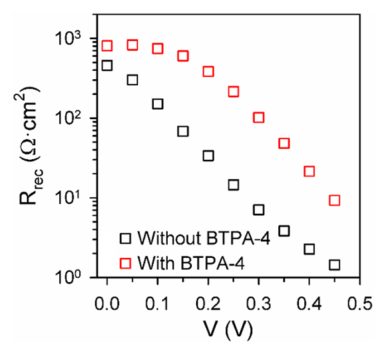 10³
10²
10¹
10⁰
R_rec (Ω·cm²)
Without BTPA-4
With BTPA-4
0.0 0.1 0.2 0.3 0.4 0.5
V (V)